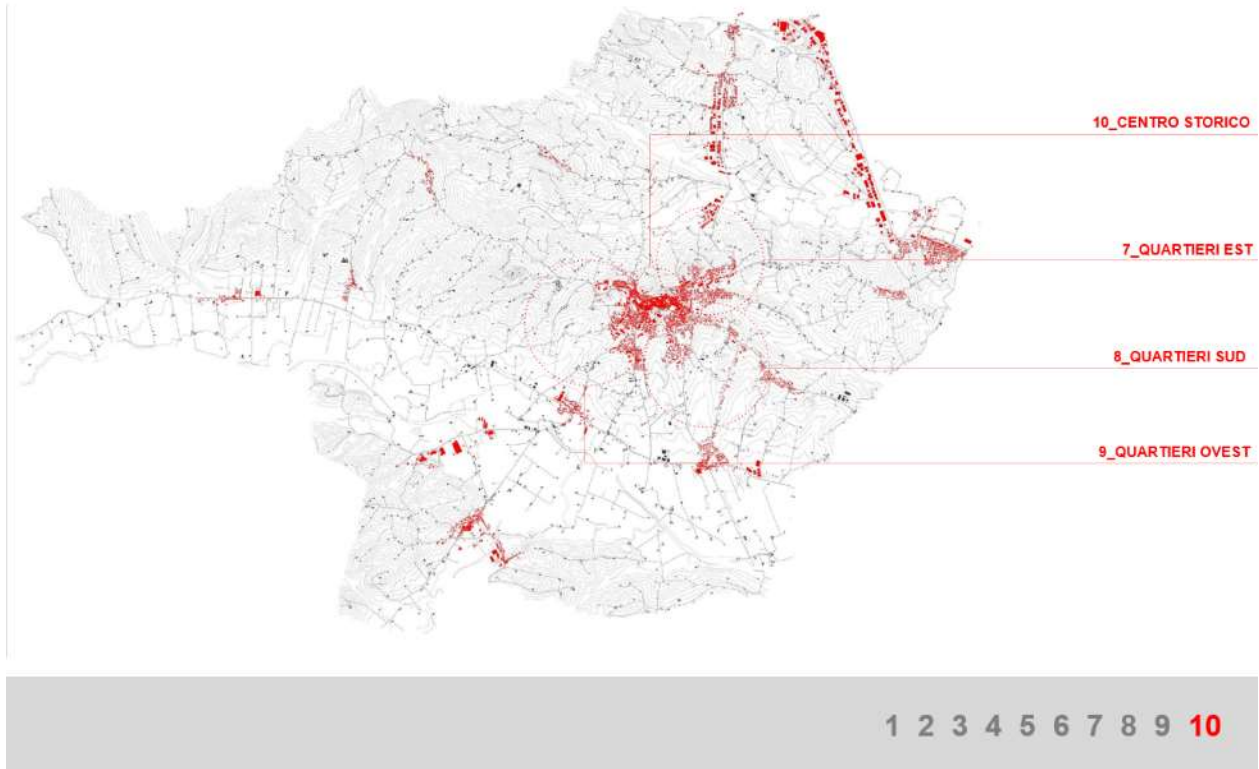 10_CENTRO STORICO
7_QUARTIERI EST
8_QUARTIERI SUD
9_QUARTIERI OVEST
1 2 3 4 5 6 7 8 9 10